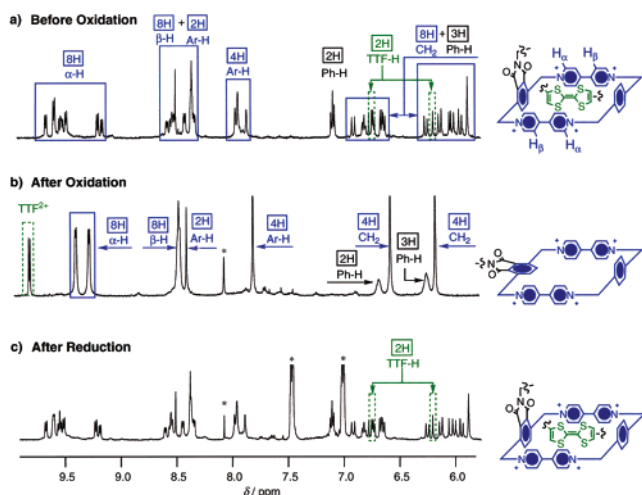 a) Before Oxidation
8H
α-H
8H + 2H
β-H Ar-H
4H
Ar-H
2H
Ph-H
2H
TTF-H
8H + 3H
CH2 Ph-H
O N O
Hα Hβ
N+ N+
S S
S S
+N N+
Hβ Hα
b) After Oxidation
TTF2+
8H
α-H
8H
β-H
2H
Ar-H
*
4H
Ar-H
2H
Ph-H
4H
CH2
3H
Ph-H
4H
CH2
O N O
N+ N+
+N N+
c) After Reduction
*
*
*
2H
TTF-H
O N O
N+ N+
S S
S S
+N N+
9.5 9.0 8.5 8.0 7.5 7.0 6.5 6.0
δ / ppm